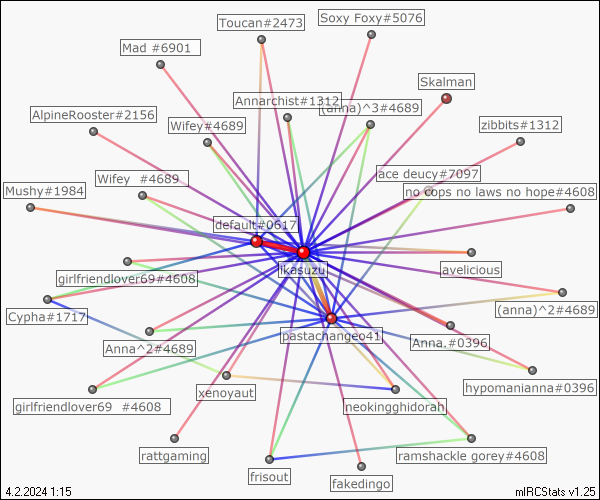 Soxy Foxy#5076
Toucan#2473
Mad #6901
Skalman
Annarchist#1312
(anna)^3#4689
AlpineRooster#2156
Wifey#4689
zibbits#1312
ace deucy#7097
Wifey  #4689
Mushy#1984
no cops no laws no hope#4608
default#0617
ikasuzu
avelicious
girlfriendlover69#4608
(anna)^2#4689
Cypha#1717
pastachangeo41
Anna.#0396
Anna^2#4689
hypomanianna#0396
xenoyaut
neokingghidorah
girlfriendlover69  #4608
rattgaming
ramshackle gorey#4608
frisout
fakedingo
4.2.2024 1:15
mIRCStats v1.25